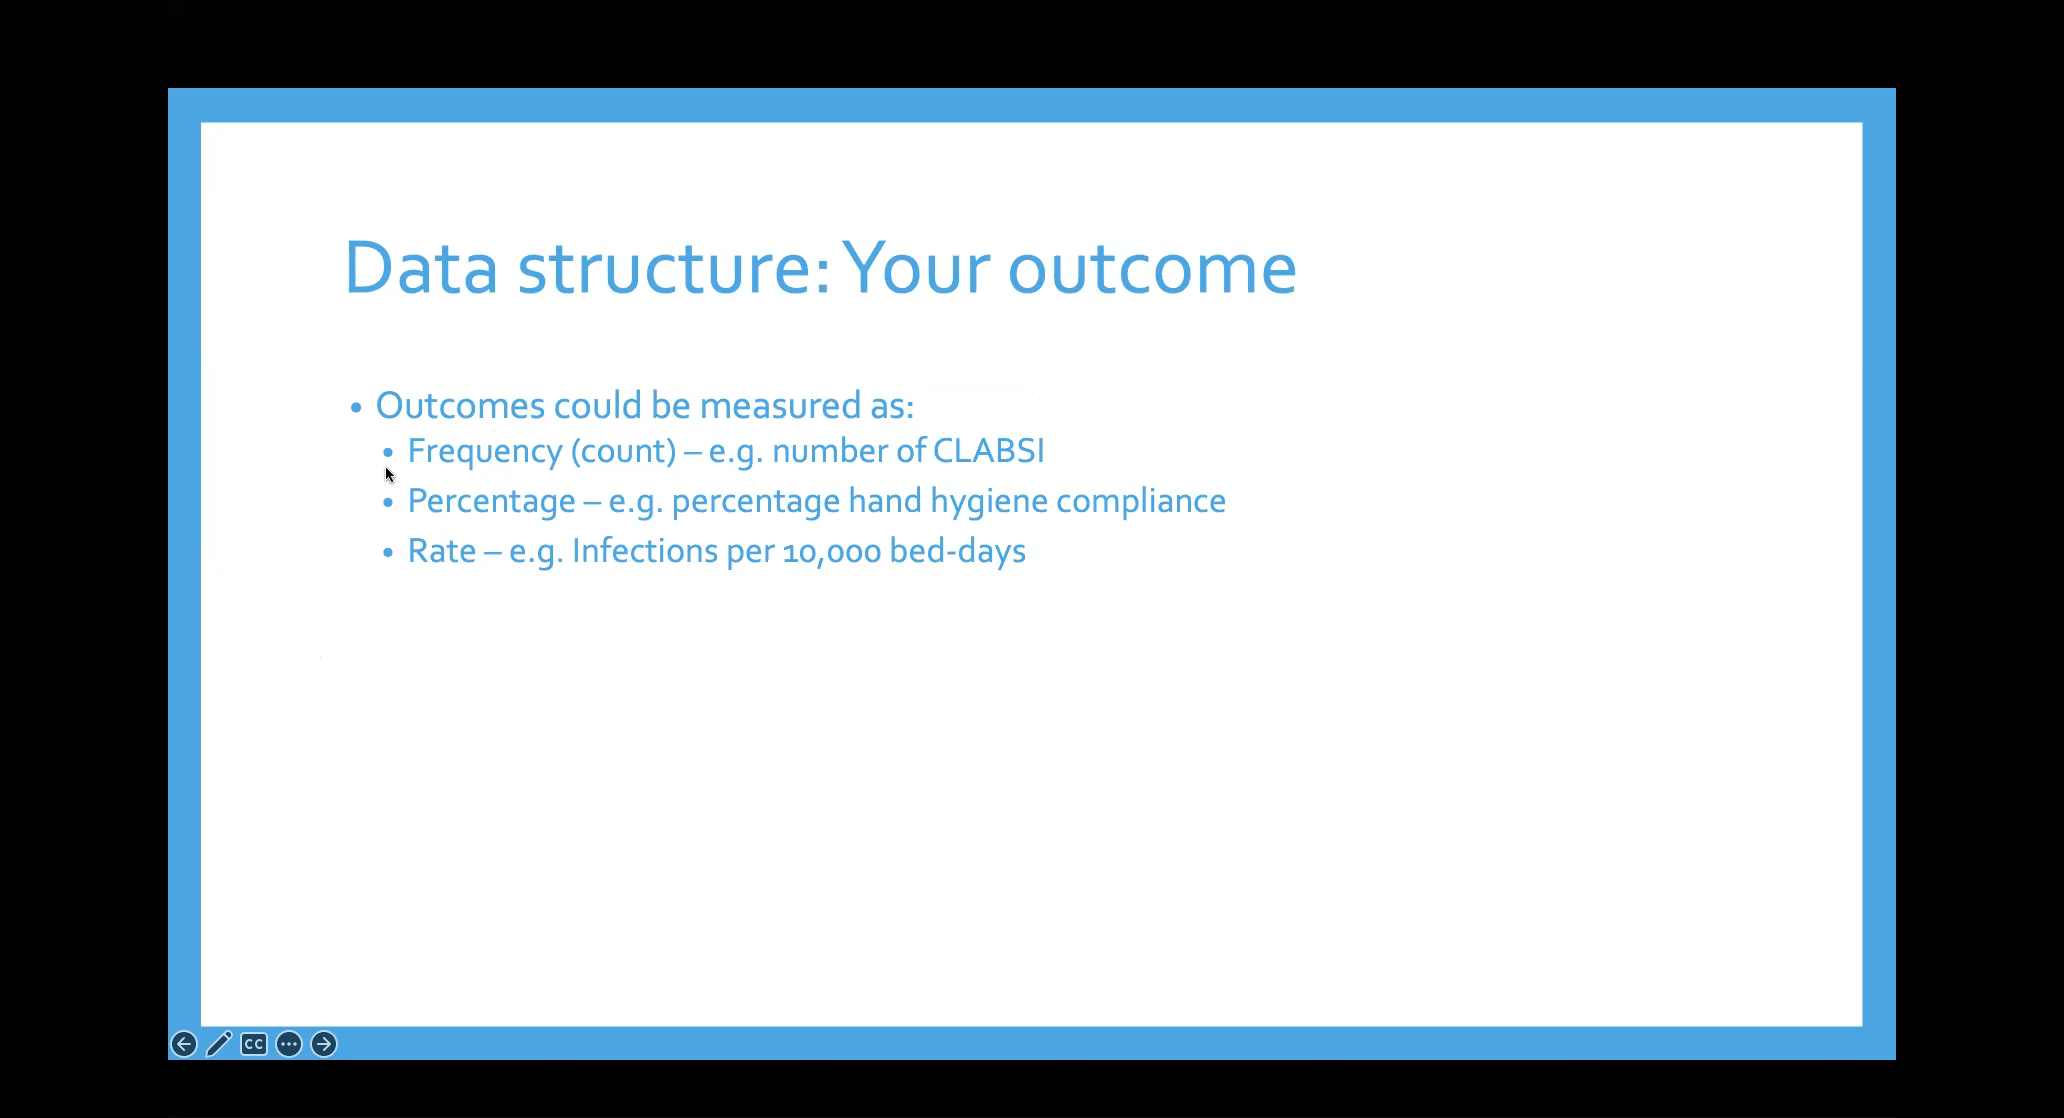 Data structure: Your outcome
• Outcomes could be measured as:
• Frequency (count) – e.g. number of CLABSI
• Percentage – e.g. percentage hand hygiene compliance
• Rate – e.g. Infections per 10,000 bed-days
CC